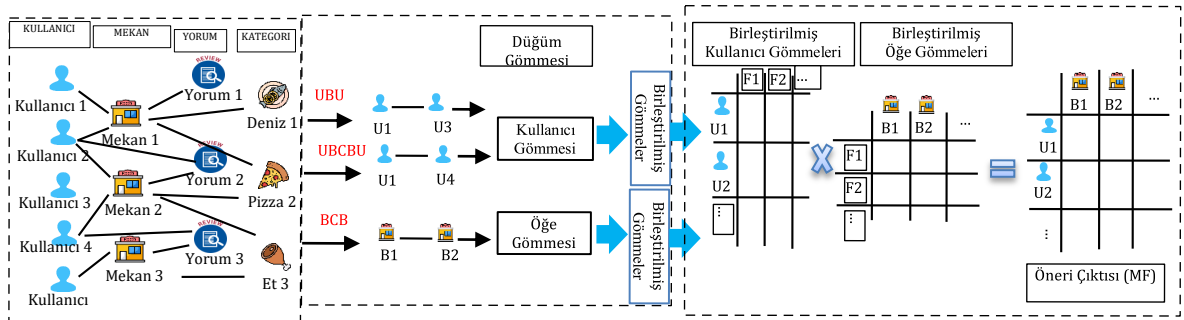 KULLANICI
MEKAN
YORUM
KATEGORI
REVIEW
Kullanıcı 1
Yorum 1
Mekan 1
Deniz 1
Kullanıcı 2
REVIEW
Yorum 2
Kullanıcı 3
Mekan 2
Pizza 2
REVIEW
Kullanıcı 4
Mekan 3
Yorum 3
Et 3
Kullanıcı
UBU
UBCBU
BCB
Düğüm
Gömmesi
U1
U3
U1
U4
B1
B2
Kullanıcı
Gömmesi
Öğe
Gömmesi
Birleştirilmiş
Gömmeler
Birleştirilmiş
Gömmeler
Birleştirilmiş
Kullanıcı Gömmeleri
Birleştirilmiş
Öğe Gömmeleri
F1
F2
...
U1
U2
⋮
B1
B2
...
F1
F2
⋮
B1
B2
...
U1
U2
⋮
Öneri Çıktısı (MF)